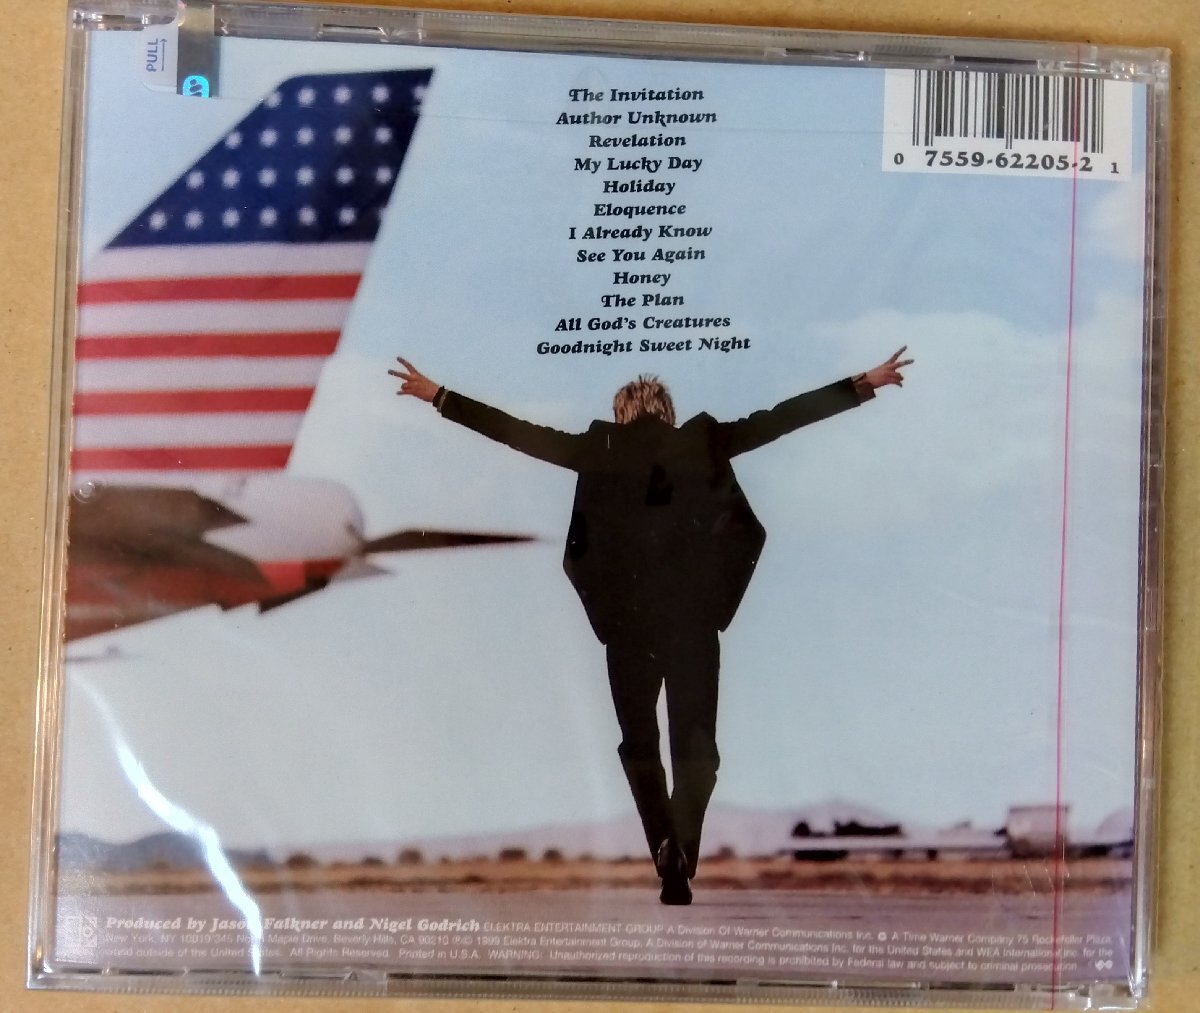 PULL
The Invitation
Author Unknown
Revelation
My Lucky Day
Holiday
Eloquence
I Already Know
See You Again
Honey
The Plan
All God's Creatures
Goodnight Sweet Night
0 7559-62205-2 1
Produced by Jason Falkner and Nigel Godrich ELEKTRA ENTERTAINMENT GROUP A Division Of Warner Communications Inc. A Time Warner Company 75 Rockefeller Plaza,
New York, NY 10019/345 North Maple Drive, Beverly Hills, CA 90210 ℗© 1999 Elektra Entertainment Group, A Division of Warner Communications Inc. for the United States and WEA International Inc. for the
world outside of the United States. All Rights Reserved. Printed in U.S.A. WARNING: Unauthorized reproduction of this recording is prohibited by Federal law and subject to criminal prosecution.